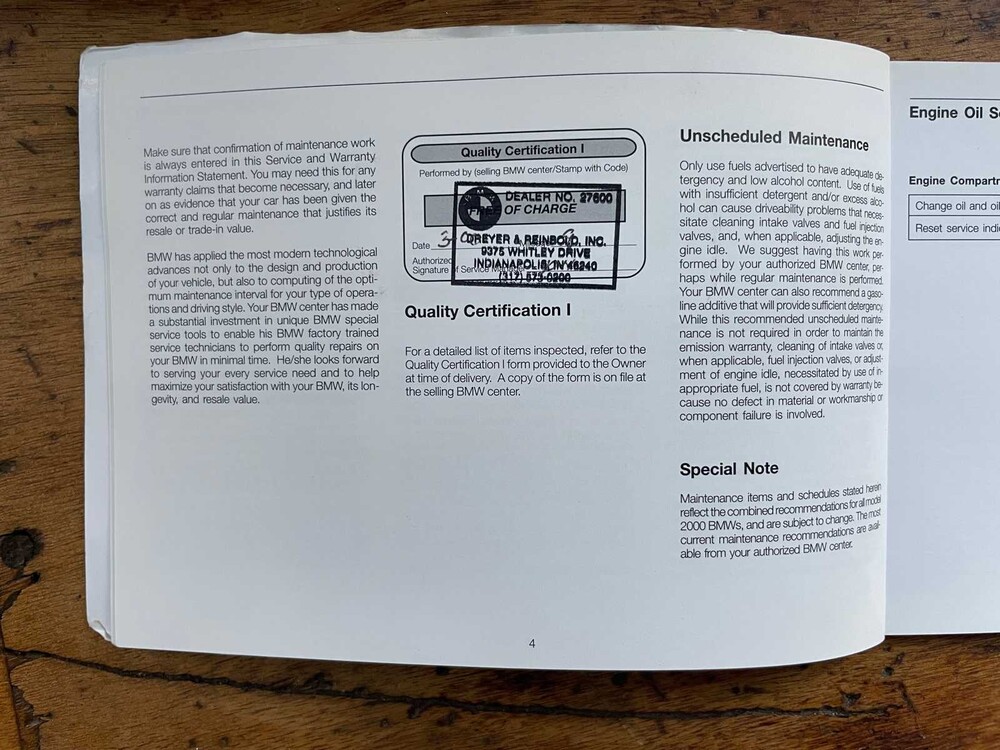 Make sure that confirmation of maintenance work
is always entered in this Service and Warranty
Information Statement. You may need this for any
warranty claims that become necessary, and later
on as evidence that your car has been given the
correct and regular maintenance that justifies its
resale or trade-in value.
BMW has applied the most modern technological
advances not only to the design and production
of your vehicle, but also to computing of the opti-
mum maintenance interval for your type of opera-
tions and driving style. Your BMW center has made
a substantial investment in unique BMW special
service tools to enable his BMW factory trained
service technicians to perform quality repairs on
your BMW in minimal time. He/she looks forward
to serving your every service need and to help
maximize your satisfaction with your BMW, its lon-
gevity, and resale value.
Quality Certification I
Performed by (selling BMW center/Stamp with Code)
DEALER NO. 27600
FREE OF CHARGE
Date
DREYER & REINBOLD, INC.
9375 WHITLEY DRIVE
Authorized
INDIANAPOLIS, IN 46240
Signature of Service
(317) 573-0200
Quality Certification I
For a detailed list of items inspected, refer to the
Quality Certification I form provided to the Owner
at time of delivery. A copy of the form is on file at
the selling BMW center.
Unscheduled Maintenance
Only use fuels advertised to have adequate de-
tergency and low alcohol content. Use of fuels
with insufficient detergent and/or excess alco-
hol can cause driveability problems that neces-
sitate cleaning intake valves and fuel injection
valves, and, when applicable, adjusting the en-
gine idle. We suggest having this work per-
formed by your authorized BMW center, per-
haps while regular maintenance is performed.
Your BMW center can also recommend a gaso-
line additive that will provide sufficient detergency.
While this recommended unscheduled mainte-
nance is not required in order to maintain the
emission warranty, cleaning of intake valves or,
when applicable, fuel injection valves, or adjust-
ment of engine idle, necessitated by use of in-
appropriate fuel, is not covered by warranty be-
cause no defect in material or workmanship or
component failure is involved.
Special Note
Maintenance items and schedules stated herein
reflect the combined recommendations for all model
2000 BMWs, and are subject to change. The most
current maintenance recommendations are avail-
able from your authorized BMW center.
4
Engine Oil
Engine
Change oil and
Reset service